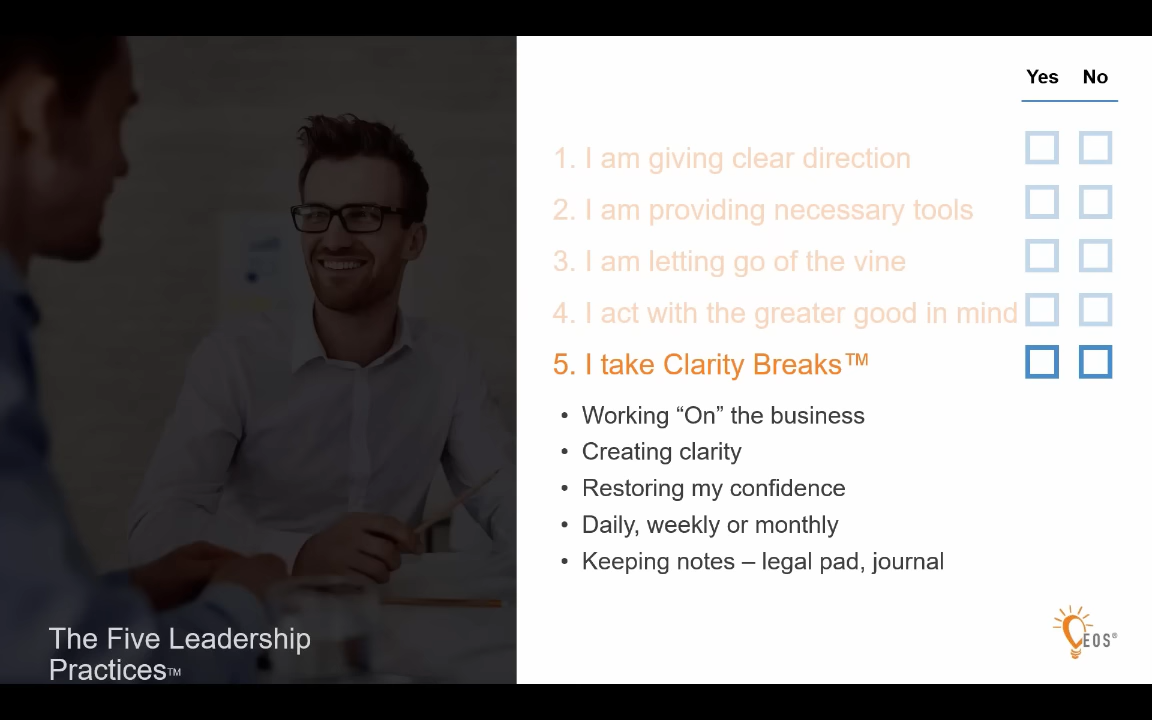 Yes No
1. I am giving clear direction
2. I am providing necessary tools
3. I am letting go of the vine
4. I act with the greater good in mind
5. I take Clarity Breaks™
• Working “On” the business
• Creating clarity
• Restoring my confidence
• Daily, weekly or monthly
• Keeping notes – legal pad, journal
The Five Leadership
Practices™
EOS®